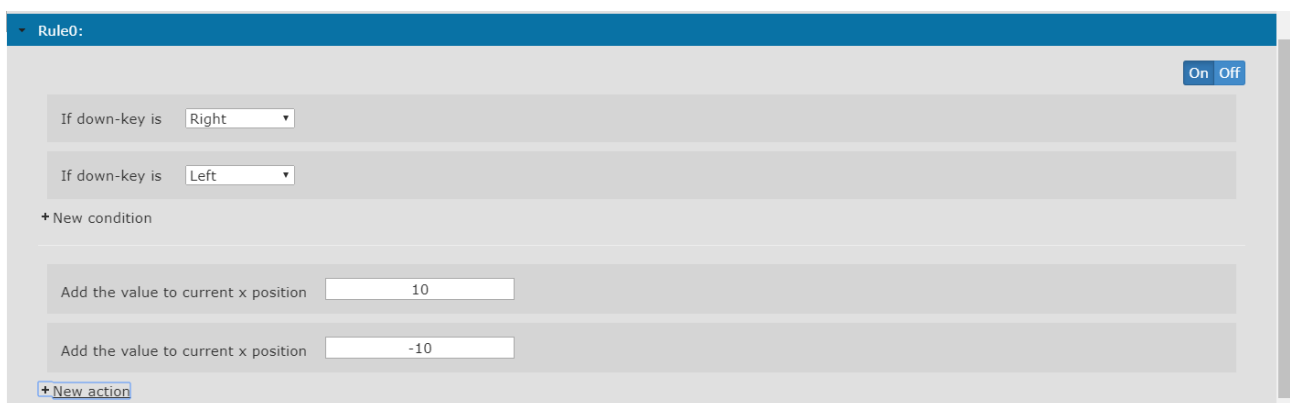 Rule0:
On Off
If down-key is Right
If down-key is Left
+ New condition
Add the value to current x position 10
Add the value to current x position -10
+ New action